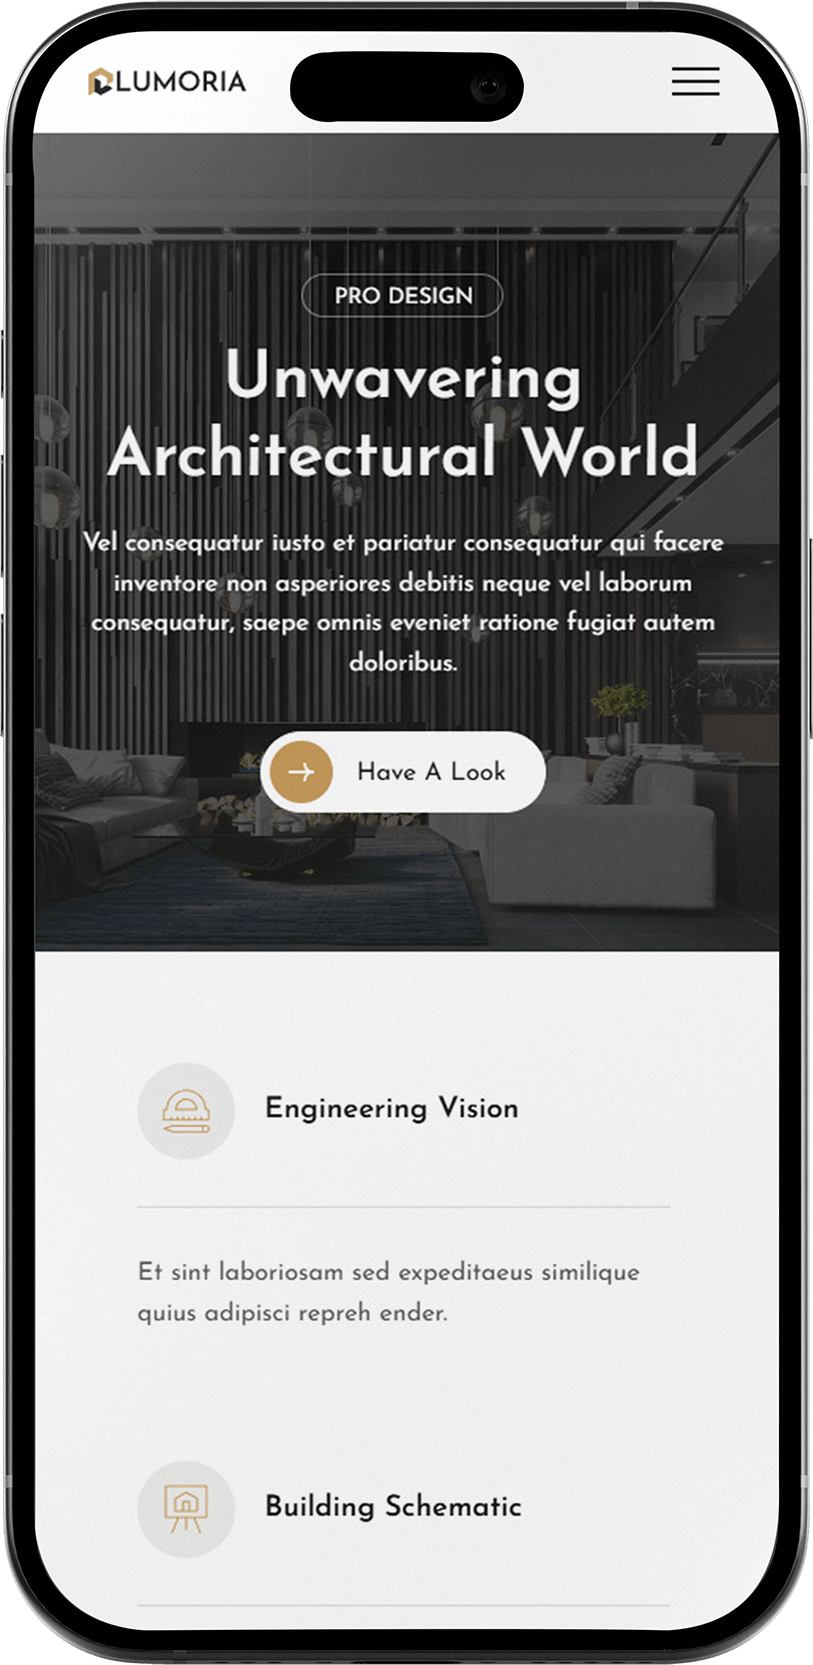 LUMORIA
PRO DESIGN
Unwavering
Architectural World
Vel consequatur iusto et pariatur consequatur qui facere
inventore non asperiores debitis neque vel laborum
consequatur, saepe omnis eveniet ratione fugiat autem
doloribus.
Have A Look
Engineering Vision
Et sint laboriosam sed expeditaeus similique
quius adipisci repreh ender.
Building Schematic